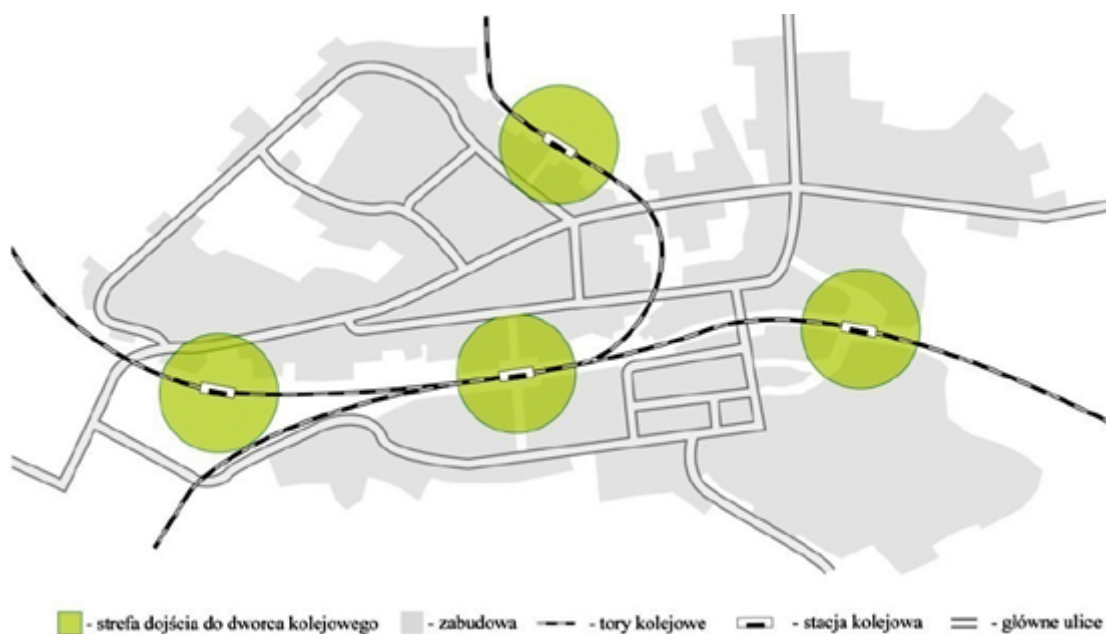 - strefa dojścia do dworca kolejowego - zabudowa - tory kolejowe - stacja kolejowa - główne ulice